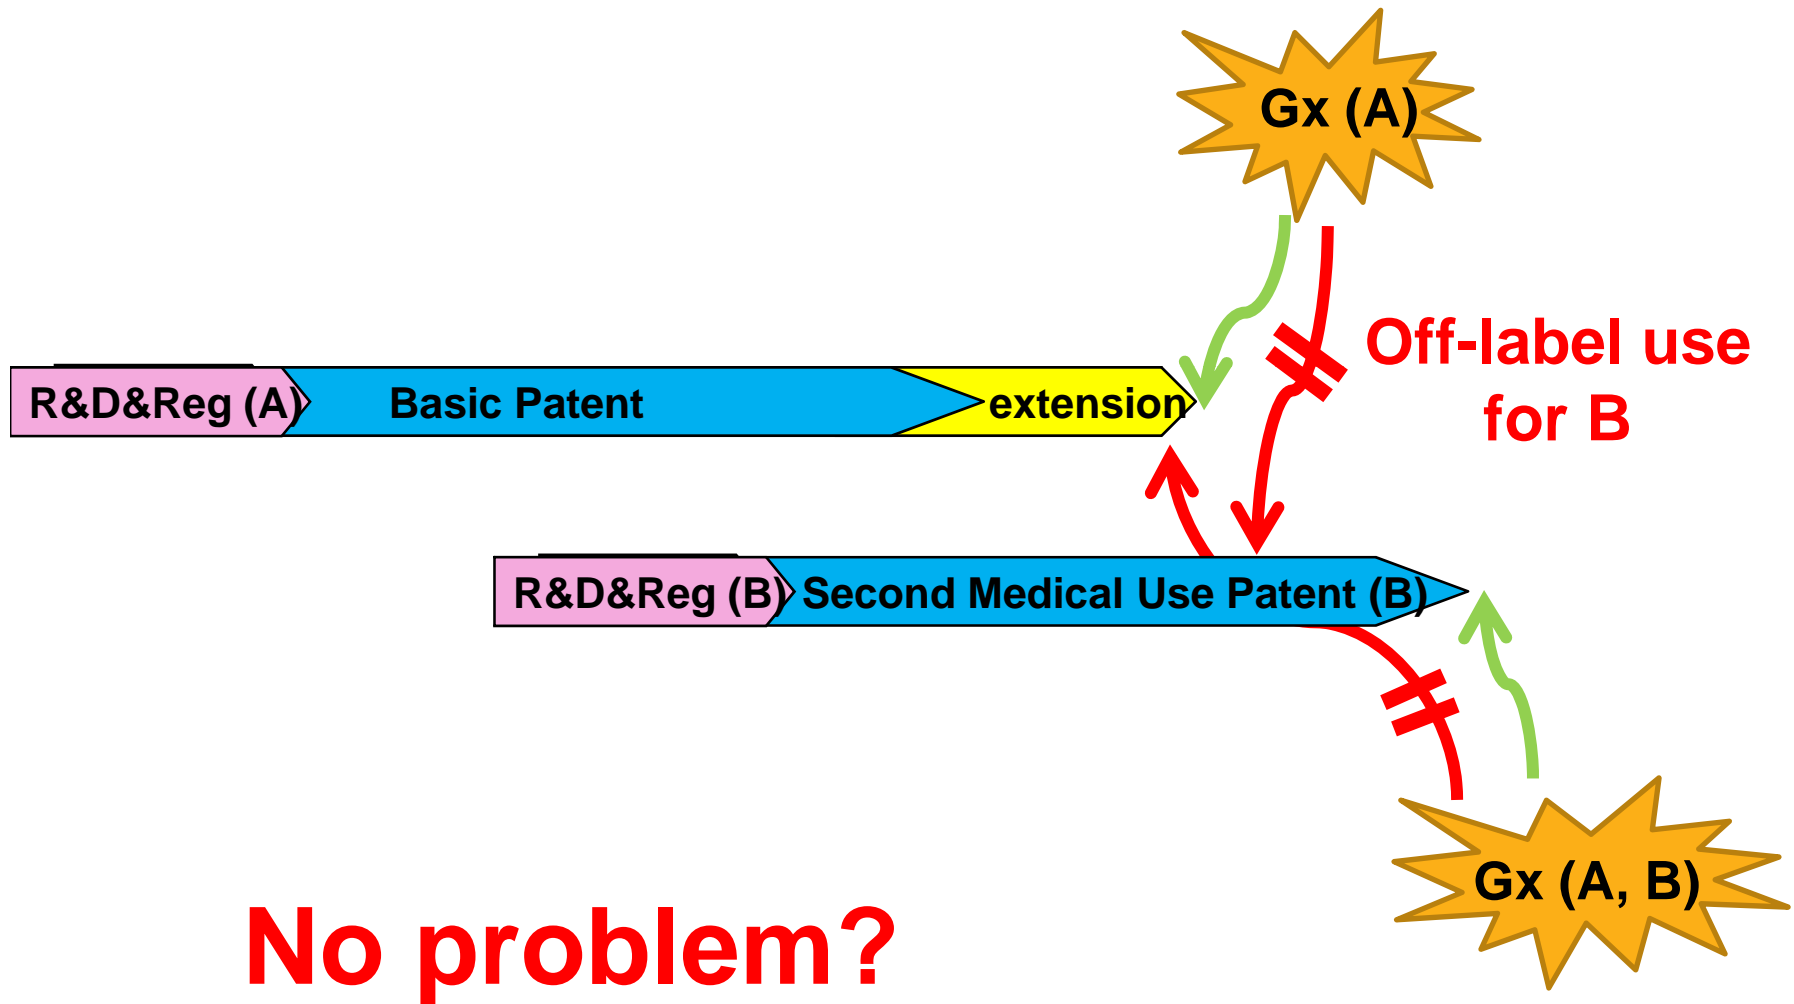 Gx (A)
Off-label use
for B
R&D&Reg (A)
Basic Patent
extension
R&D&Reg (B)
Second Medical Use Patent (B)
Gx (A, B)
No problem?